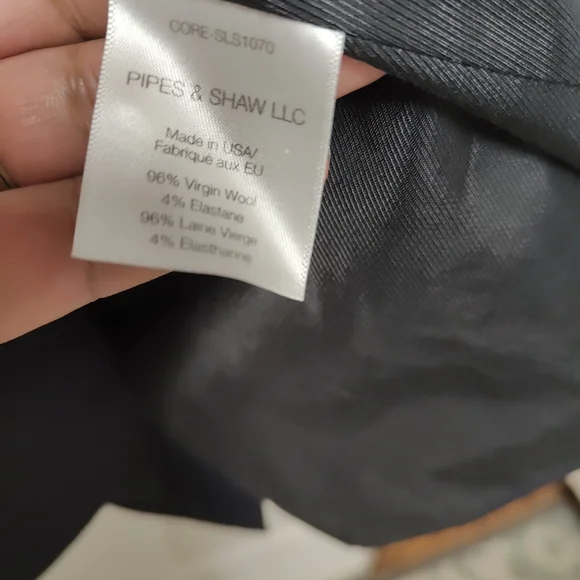 CORE-SLS1070
PIPES & SHAW LLC
Made in USA/
Fabriqué aux EU
96% Virgin Wool
4% Elastane
96% Laine Vierge
4% Elasthanne